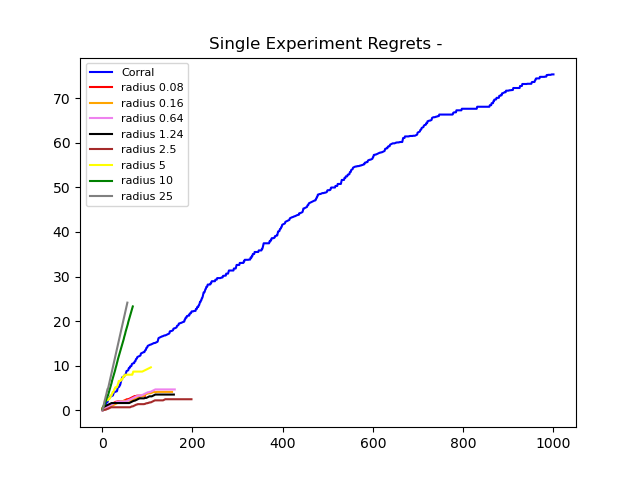 Single Experiment Regrets -
Corral
radius 0.08
radius 0.16
radius 0.64
radius 1.24
radius 2.5
radius 5
radius 10
radius 25
70
60
50
40
30
20
10
0
0 200 400 600 800 1000